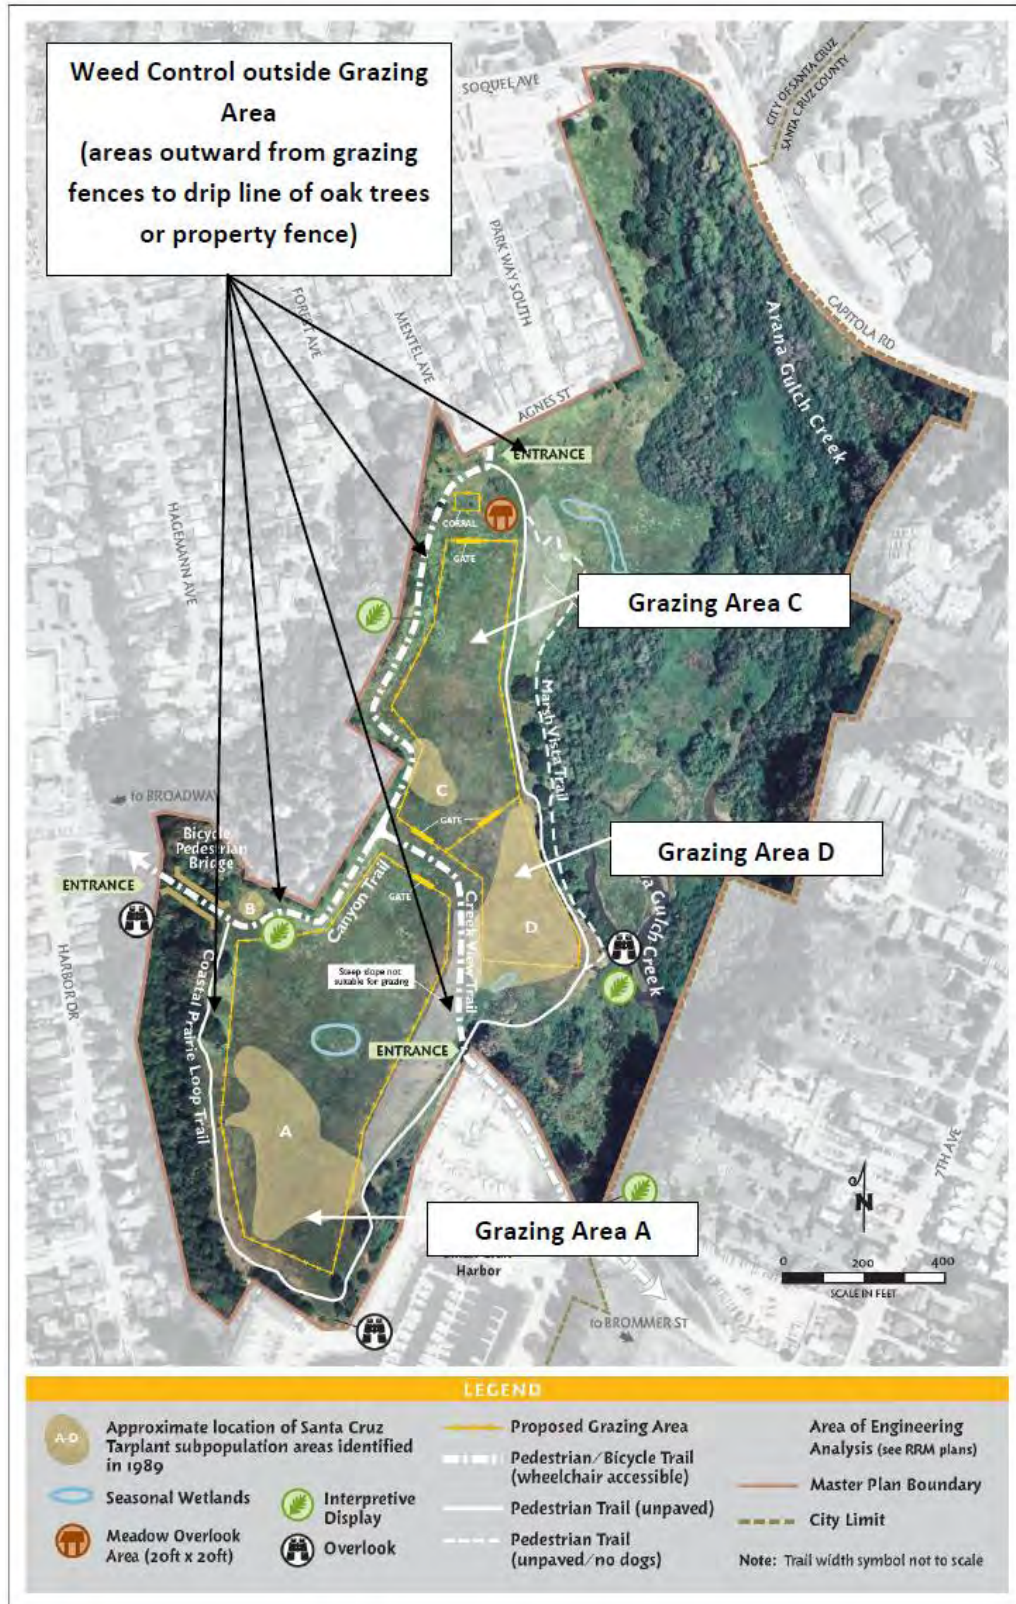 Weed Control outside Grazing
Area
(areas outward from grazing
fences to drip line of oak trees
or property fence)
SOQUEL AVE
CITY OF SANTA CRUZ
SANTA CRUZ COUNTY
PARK WAY SOUTH
FOREST AVE
MENTEL AVE
CAPITOLA RD
Arana Gulch Creek
AGNES ST
ENTRANCE
HAGEMANN AVE
CORRAL
GATE
Grazing Area C
Marsh Vista Trail
C
to BROADWAY
GATE
Bicycle/
Pedestrian
Bridge
Grazing Area D
ENTRANCE
Canyon Trail
GATE
B
Creek View Trail
D
Gulch Creek
HARBOR DR
Coastal Prairie Loop Trail
Steep slope not
suitable for grazing
ENTRANCE
A
7TH AVE
N
Grazing Area A
Harbor
0 200 400
SCALE IN FEET
to BROMMER ST
LEGEND
A-D
Approximate location of Santa Cruz
Tarplant subpopulation areas identified
in 1989
Seasonal Wetlands
Meadow Overlook
Area (20ft x 20ft)
Interpretive
Display
Overlook
Proposed Grazing Area
Pedestrian/Bicycle Trail
(wheelchair accessible)
Pedestrian Trail (unpaved)
Pedestrian Trail
(unpaved/no dogs)
Area of Engineering
Analysis (see RRM plans)
Master Plan Boundary
City Limit
Note: Trail width symbol not to scale